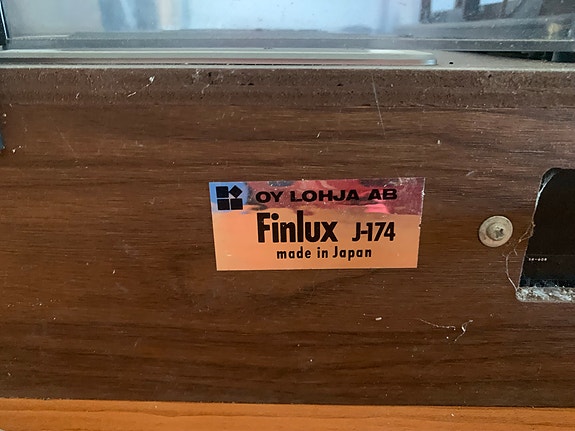 OY LOHJA AB
Finlux J-174
made in Japan